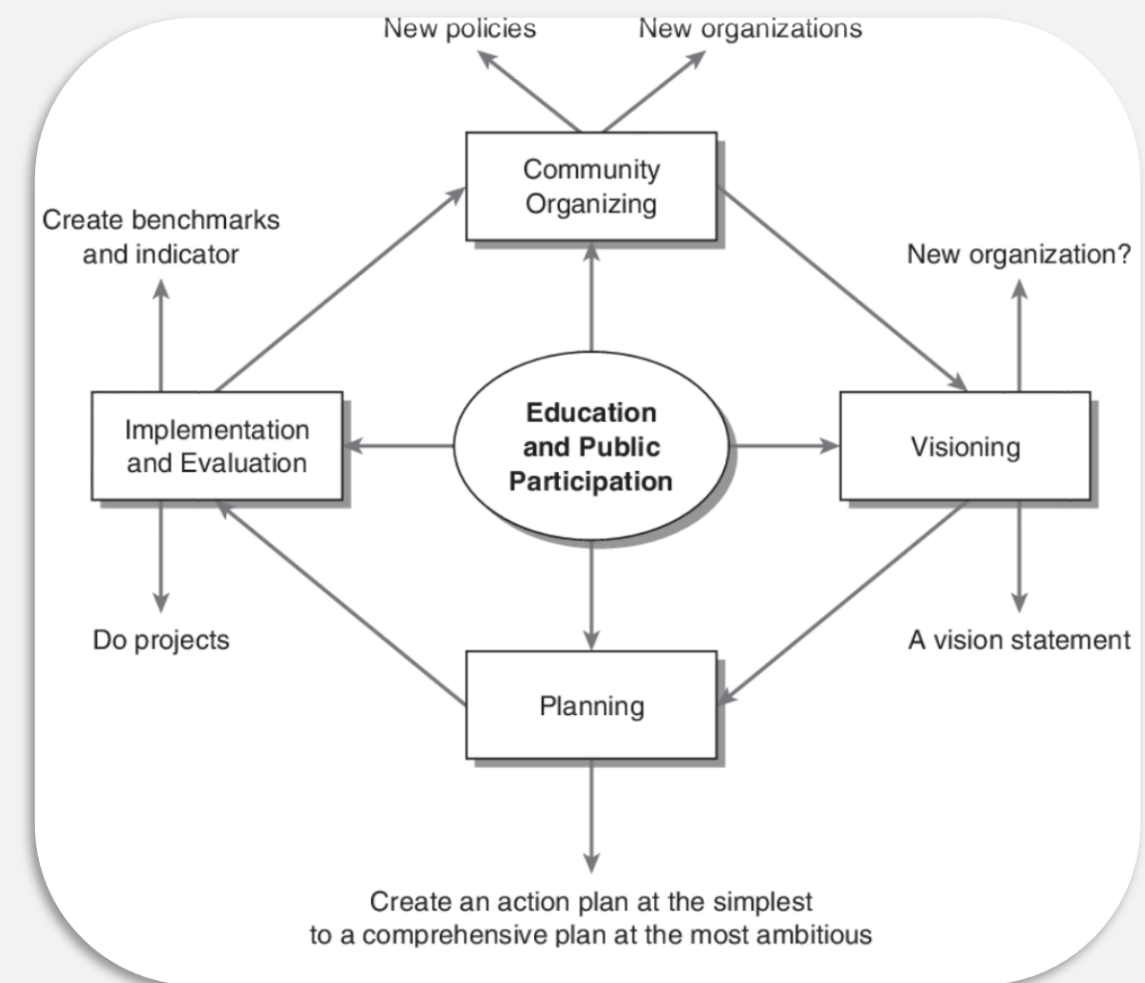 New policies
New organizations
Community
Organizing
Create benchmarks
and indicator
New organization?
Education
and Public
Participation
Implementation
and Evaluation
Visioning
Do projects
A vision statement
Planning
Create an action plan at the simplest
to a comprehensive plan at the most ambitious